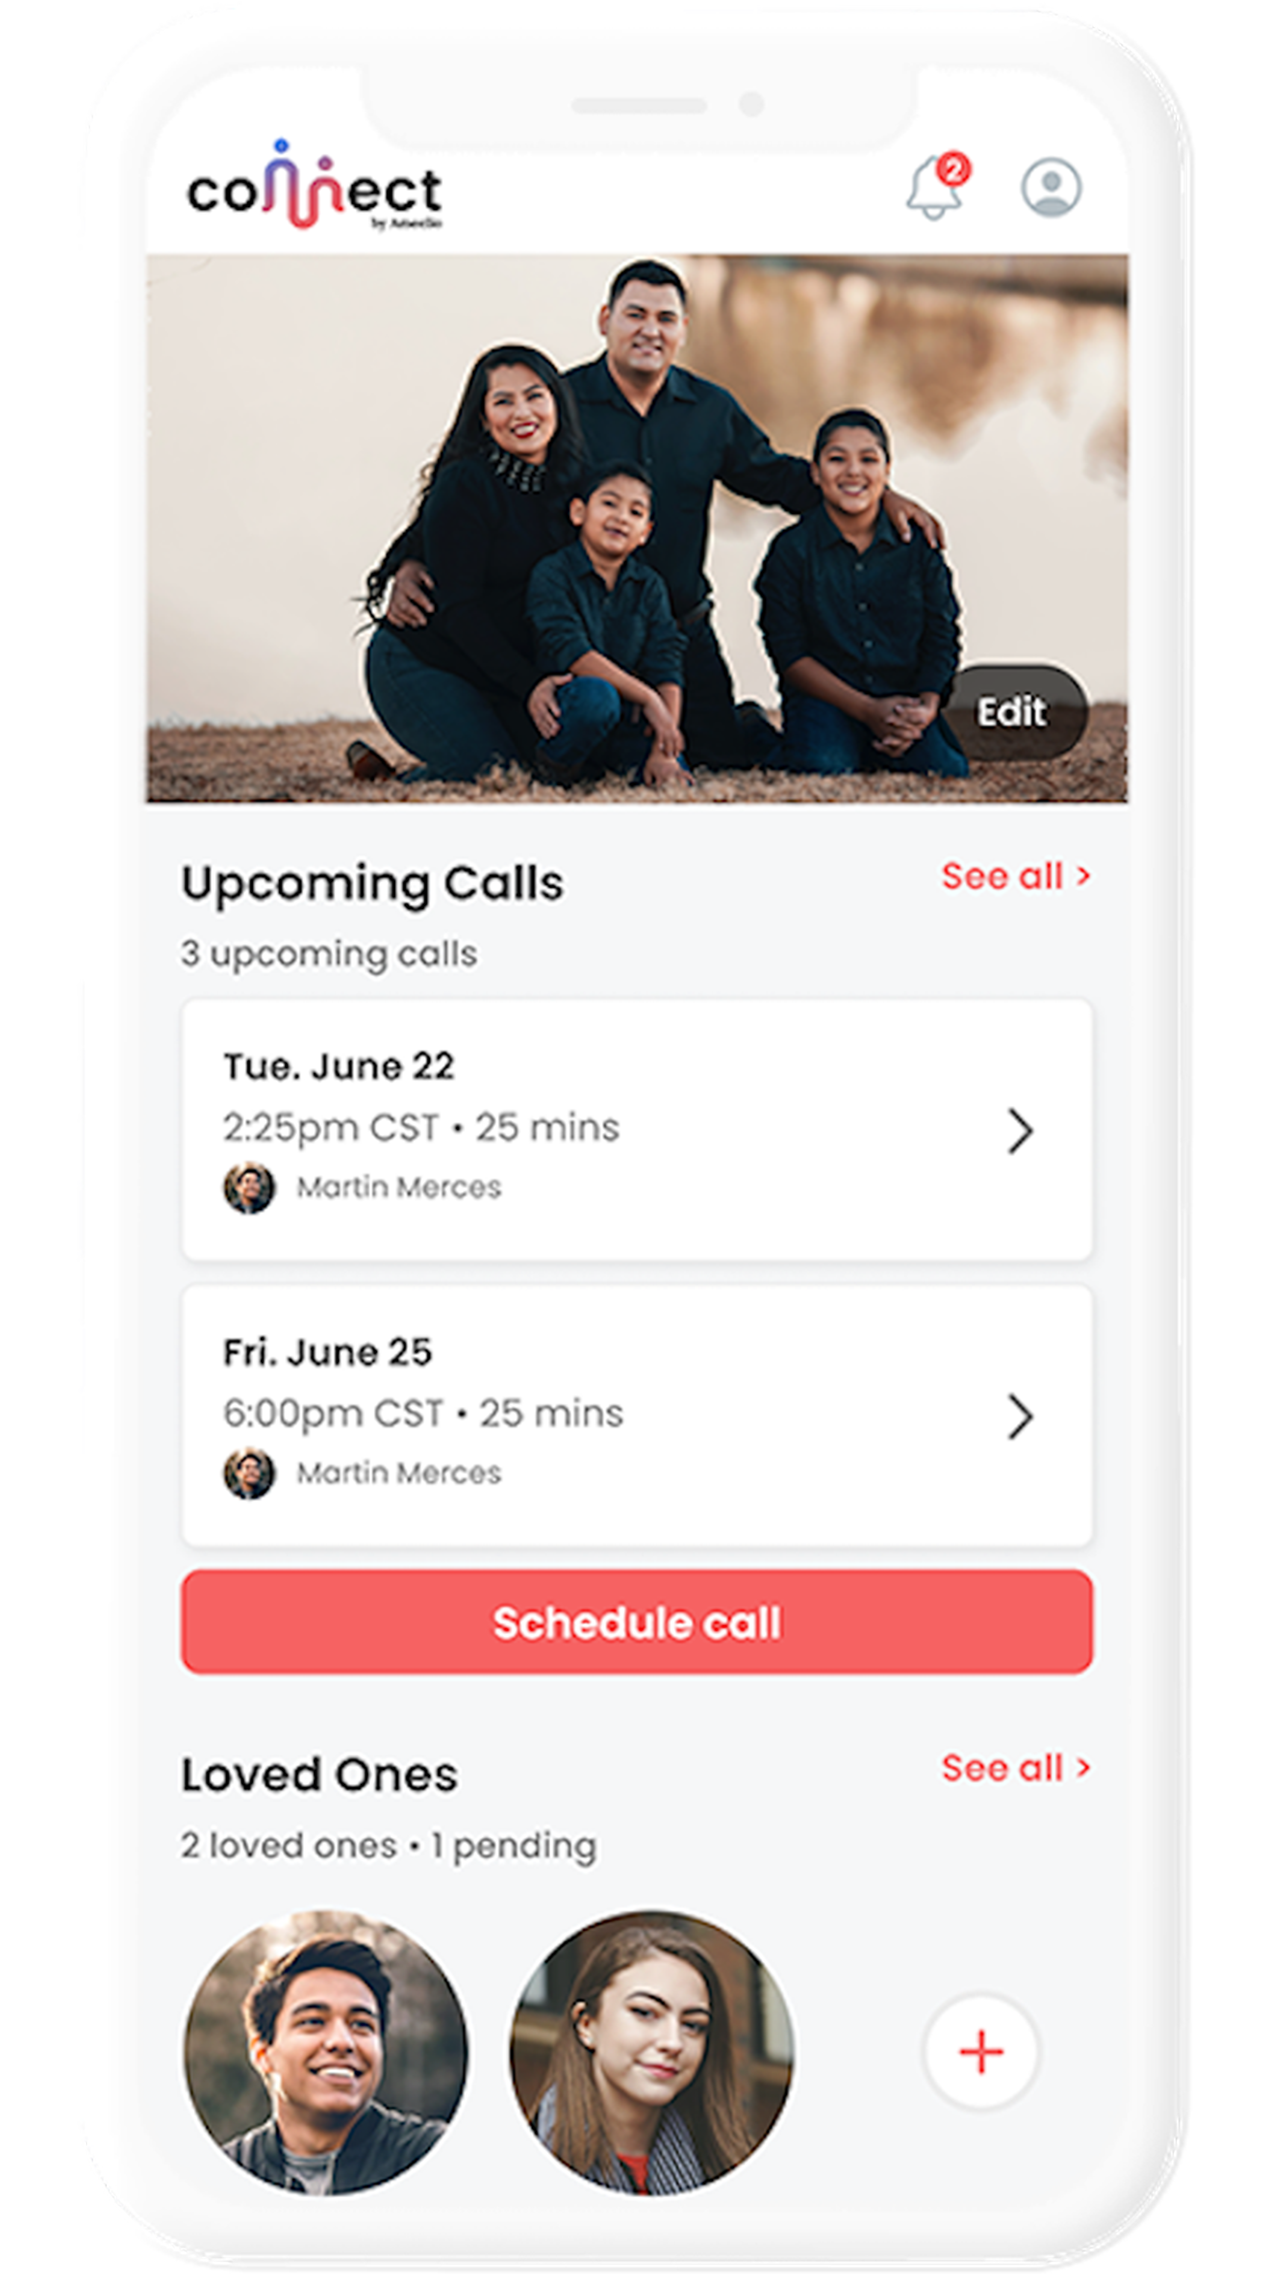 connect
by Ameelio
2
Edit
Upcoming Calls
See all >
3 upcoming calls
Tue. June 22
2:25pm CST • 25 mins
Martin Merces
Fri. June 25
6:00pm CST • 25 mins
Martin Merces
Schedule call
Loved Ones
See all >
2 loved ones • 1 pending